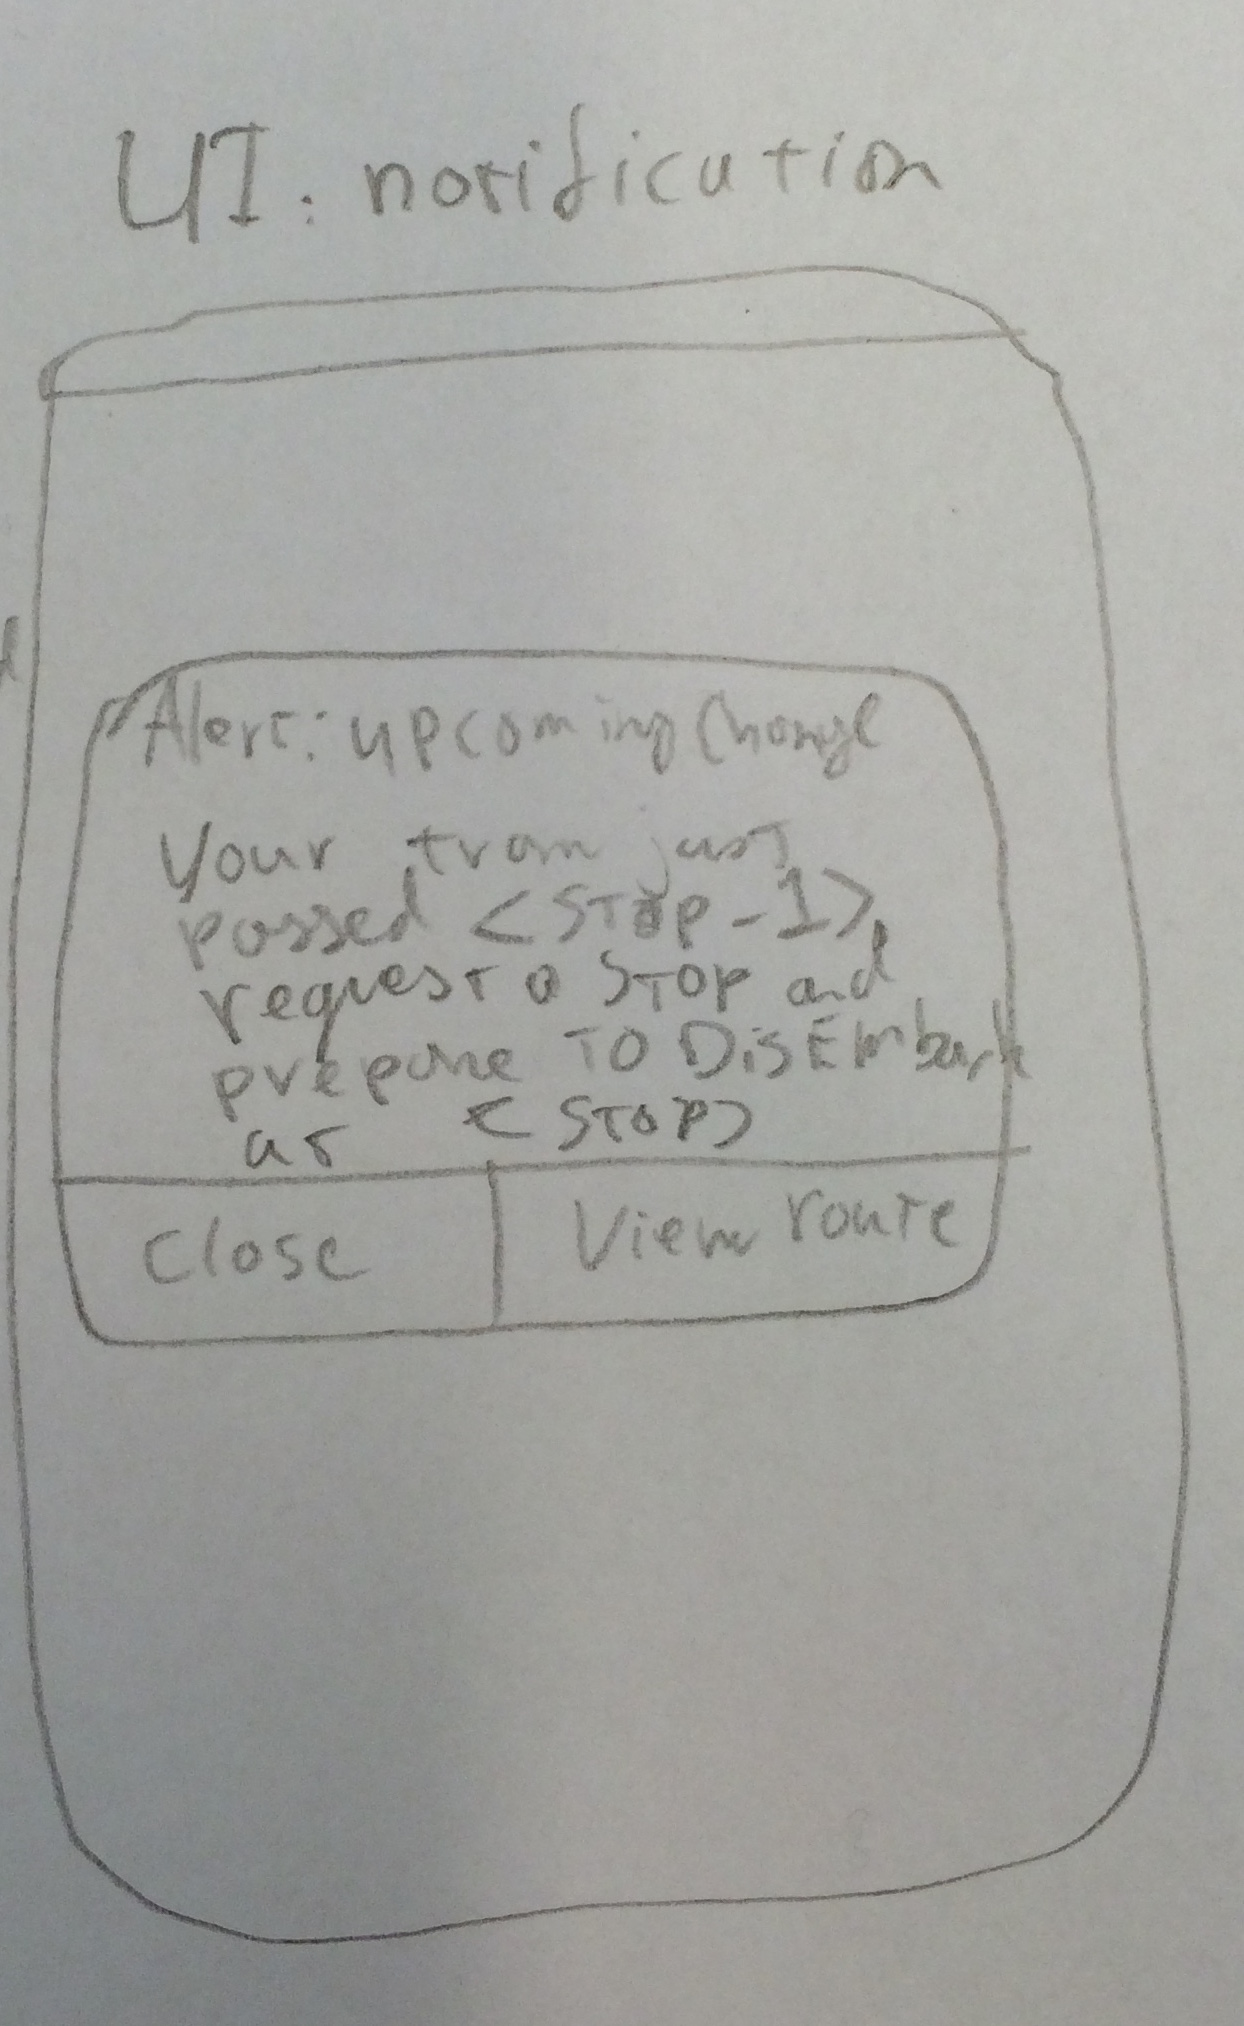 UI: notification
Alert: upcoming Change
Your tram just
passed <STOP-1>,
request a STOP and
prepare TO DisEmbark
at <STOP>
Close
View route